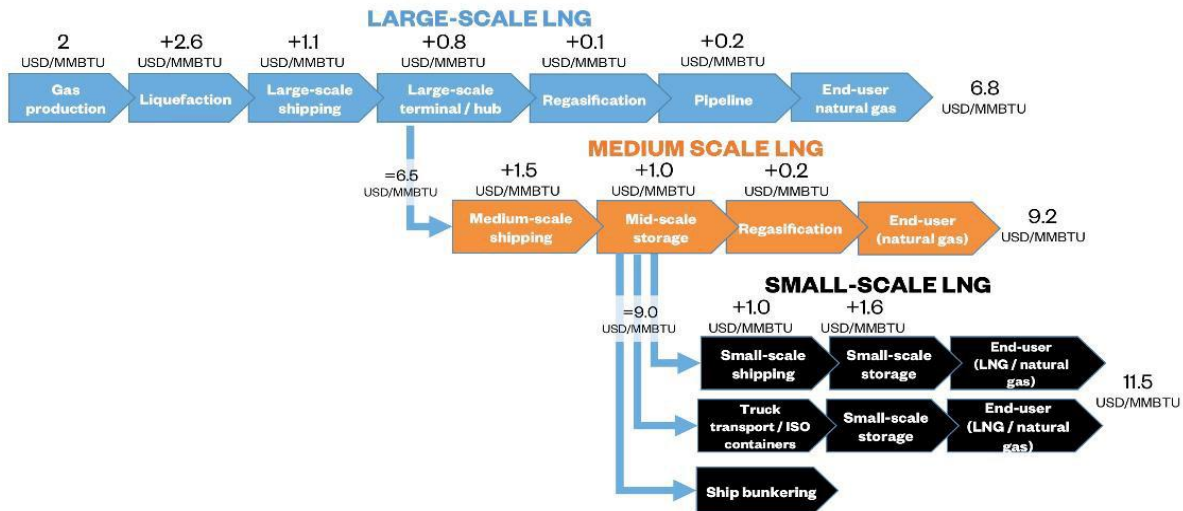 LARGE-SCALE LNG
2
USD/MMBTU
+2.6
USD/MMBTU
+1.1
USD/MMBTU
+0.8
USD/MMBTU
+0.1
USD/MMBTU
+0.2
USD/MMBTU
Gas
production
Liquefaction
Large-scale
shipping
Large-scale
terminal / hub
Regasification
Pipeline
End-user
natural gas
6.8
USD/MMBTU
=6.5
USD/MMBTU
MEDIUM SCALE LNG
+1.5
USD/MMBTU
+1.0
USD/MMBTU
+0.2
USD/MMBTU
Medium-scale
shipping
Mid-scale
storage
Regasification
End-user
(natural gas)
9.2
USD/MMBTU
=9.0
USD/MMBTU
SMALL-SCALE LNG
+1.0
USD/MMBTU
+1.6
USD/MMBTU
Small-scale
shipping
Small-scale
storage
End-user
(LNG / natural
gas)
11.5
USD/MMBTU
Truck
transport / ISO
containers
Small-scale
storage
End-user
(LNG / natural
gas)
Ship bunkering